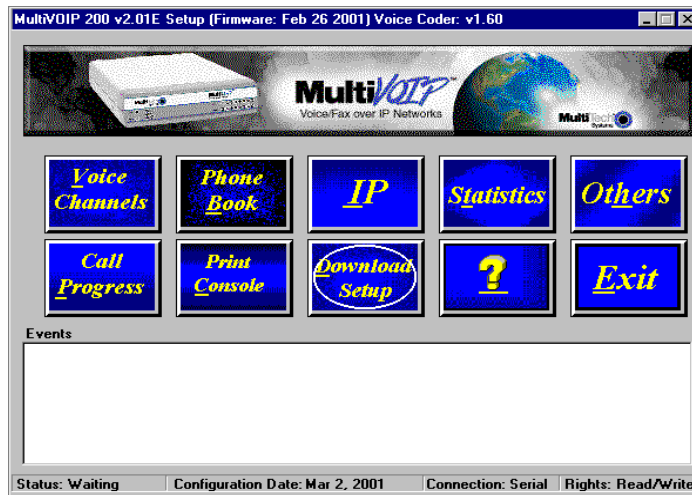 MultiVOIP 200 v2.01E Setup (Firmware: Feb 26 2001) Voice Coder: v1.60
MultiVOIP™
Voice/Fax over IP Networks
MultiTech
Systems
Voice
Channels
Phone
Book
IP
Statistics
Others
Call
Progress
Print
Console
Download
Setup
?
Exit
Events
Status: Waiting
Configuration Date: Mar 2, 2001
Connection: Serial
Rights: Read/Write